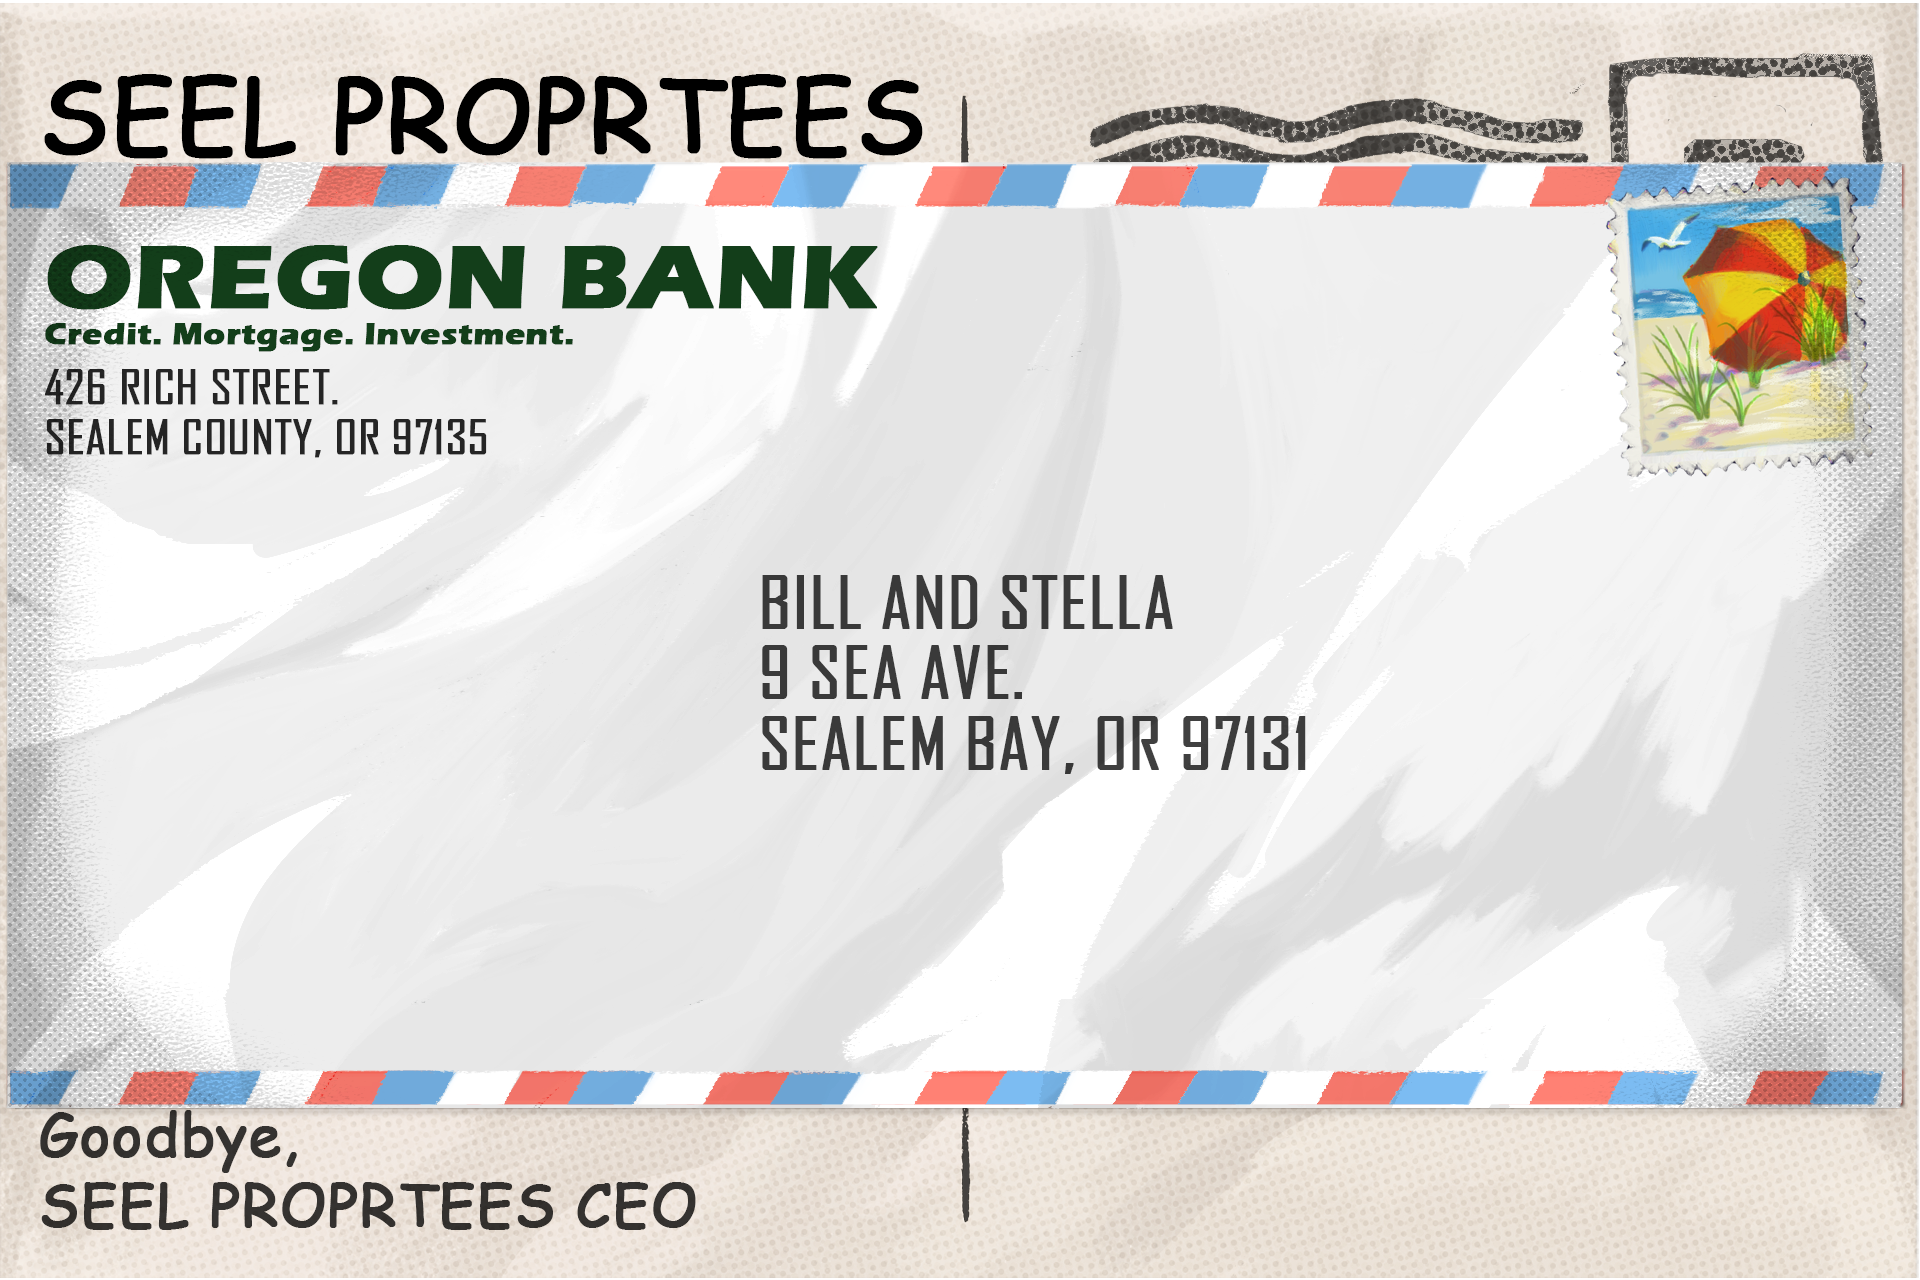 SEEL PROPRTEES
OREGON BANK
Credit. Mortgage. Investment.
426 RICH STREET.
SEALEM COUNTY, OR 97135
BILL AND STELLA
9 SEA AVE.
SEALEM BAY, OR 97131
Goodbye,
SEEL PROPRTEES CEO